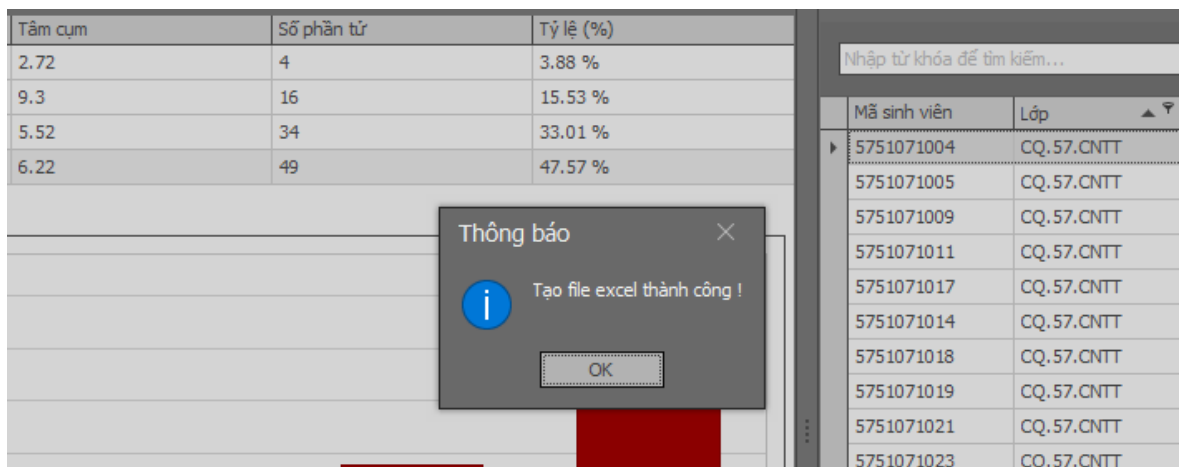 Tâm cụm Số phần tử Tỷ lệ (%)
2.72 4 3.88 %
9.3 16 15.53 %
5.52 34 33.01 %
6.22 49 47.57 %
Thông báo
Tạo file excel thành công !
OK
Nhập từ khóa để tìm kiếm...
Mã sinh viên Lớp
5751071004 CQ.57.CNTT
5751071005 CQ.57.CNTT
5751071009 CQ.57.CNTT
5751071011 CQ.57.CNTT
5751071017 CQ.57.CNTT
5751071014 CQ.57.CNTT
5751071018 CQ.57.CNTT
5751071019 CQ.57.CNTT
5751071021 CQ.57.CNTT
5751071023 CQ.57.CNTT